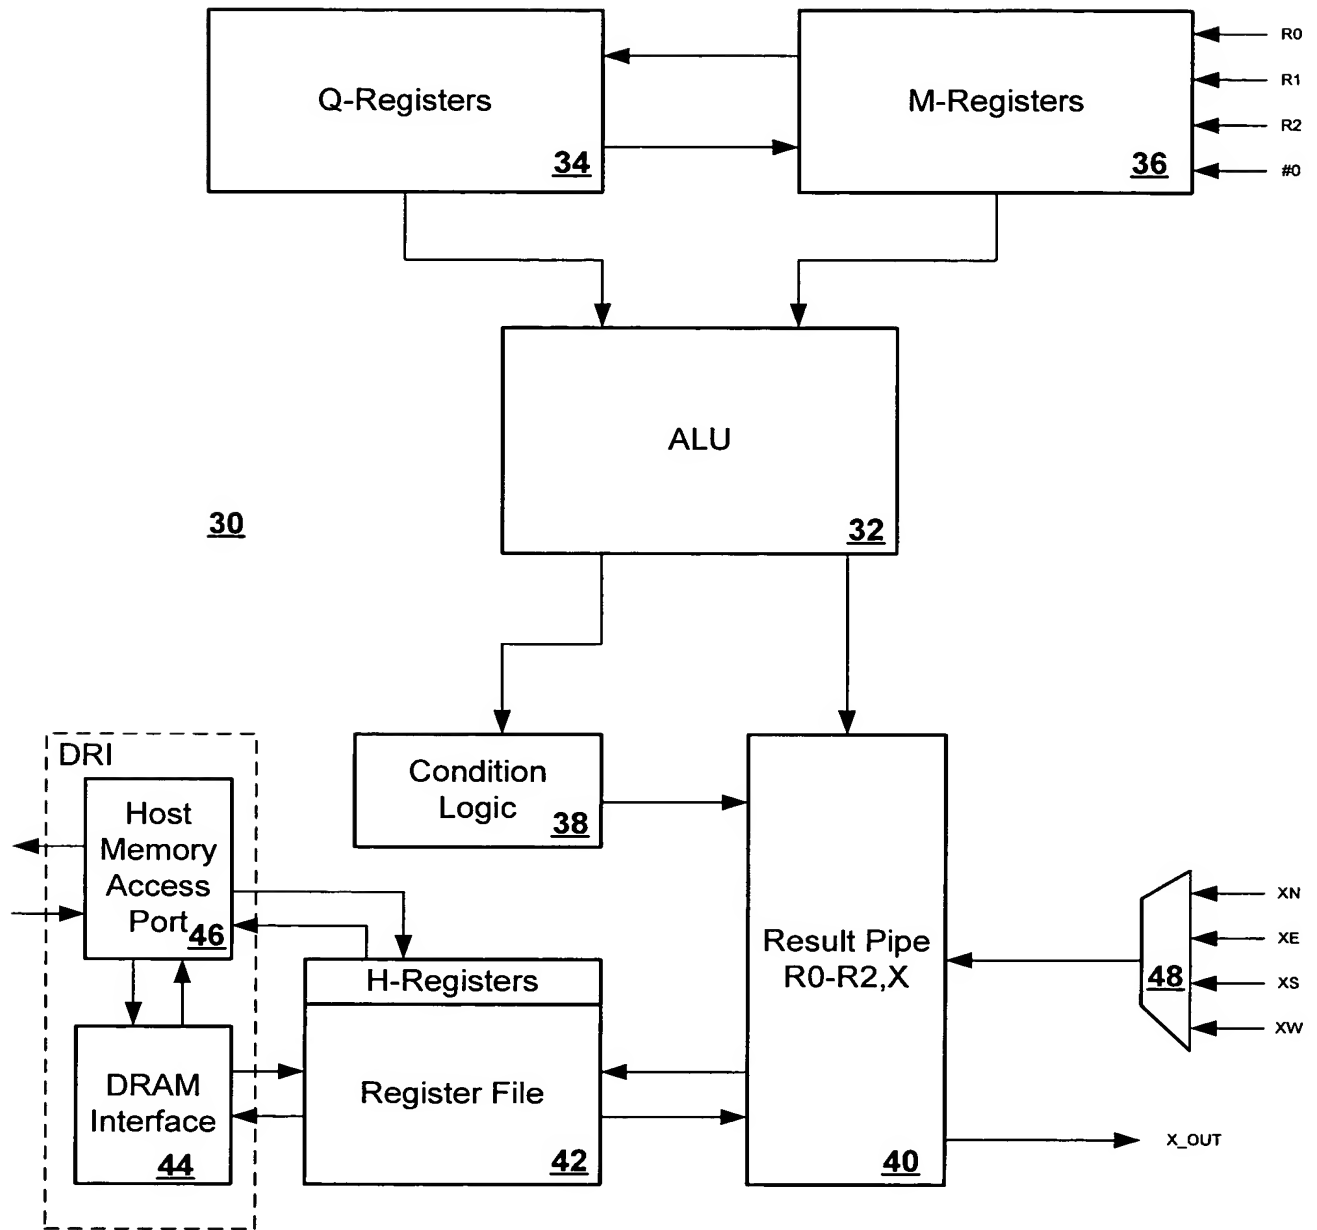 Q-Registers
34
M-Registers
36
R0
R1
R2
#0
ALU
32
30
DRI
Host
Memory
Access
Port
46
Condition
Logic
38
Result Pipe
R0-R2,X
40
XN
XE
XS
XW
48
H-Registers
Register File
42
DRAM
Interface
44
X_OUT